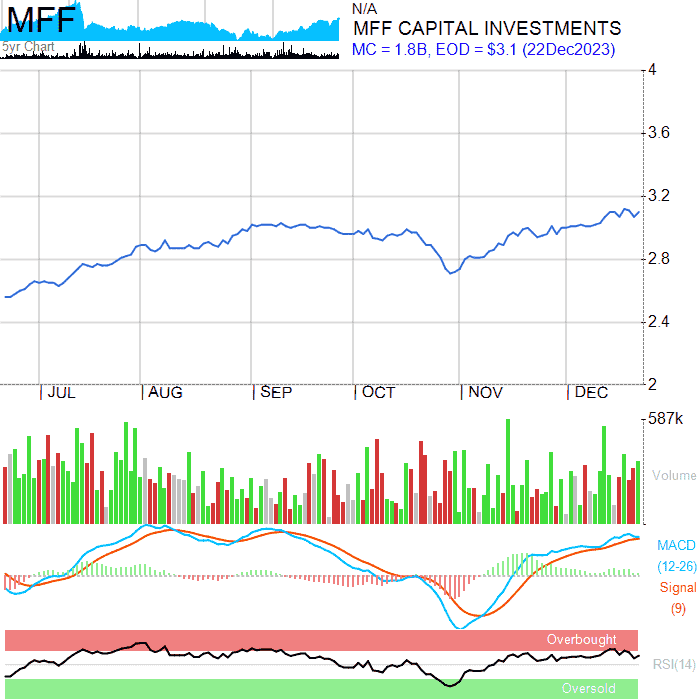 MFF
5yr Chart
N/A
MFF CAPITAL INVESTMENTS
MC = 1.8B, EOD = $3.1 (22Dec2023)
4
3.6
3.2
2.8
2.4
2
JUL AUG SEP OCT NOV DEC
587k
Volume
MACD
(12-26)
Signal
(9)
Overbought
RSI(14)
Oversold